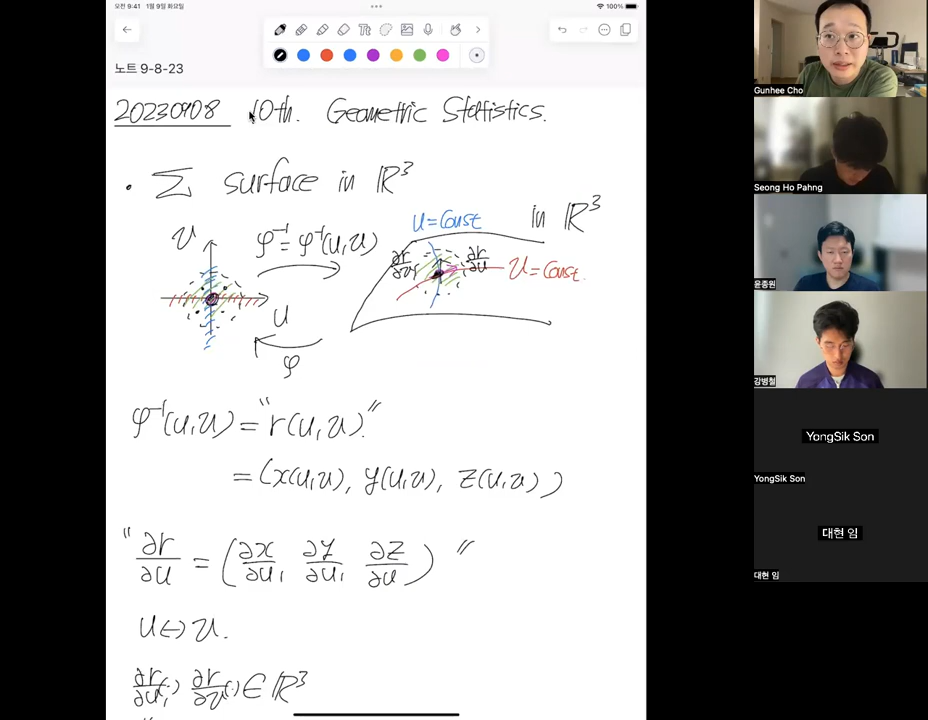 오전 9:41 1월 9일 화요일
100%
노트 9-8-23
20230908 10th. Geometric Statistics.
• Σ surface in ℝ³
v
φ⁻¹=φ⁻¹(u,v)
u
φ
u=const
in ℝ³
∂r/∂v
∂r/∂u
v=const.
φ⁻¹(u,v)="r(u,v)".
=(x(u,v), y(u,v), z(u,v))
"∂r/∂u = (∂x/∂u, ∂y/∂u, ∂z/∂u)"
u↔v.
∂r/∂u(·), ∂r/∂v(·)∈ℝ³
Gunhee Cho
Seong Ho Pahng
윤종원
강병철
YongSik Son
YongSik Son
대현 임
대현 임